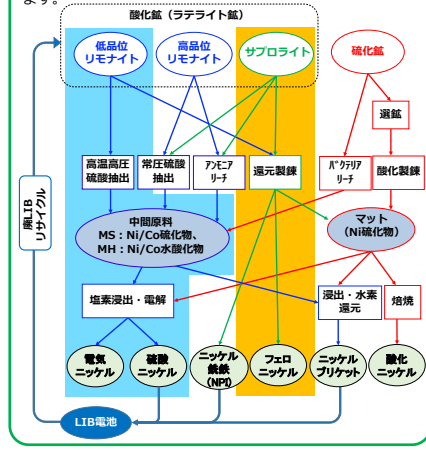 ます。
酸化鉱（ラテライト鉱）
低品位
リモナイト
高品位
リモナイト
サプロライト
硫化鉱
選鉱
高温高圧
硫酸抽出
常圧硫酸
抽出
アンモニア
リーチ
還元製錬
バクテリア
リーチ
酸化製錬
廃LIB
リサイクル
中間原料
MS：Ni/Co硫化物、
MH：Ni/Co水酸化物
マット
（Ni硫化物）
塩素浸出・電解
浸出・水素
還元
焙焼
電気
ニッケル
硫酸
ニッケル
ニッケル
銑鉄
（NPI）
フェロ
ニッケル
ニッケル
ブリケット
酸化
ニッケル
LIB電池